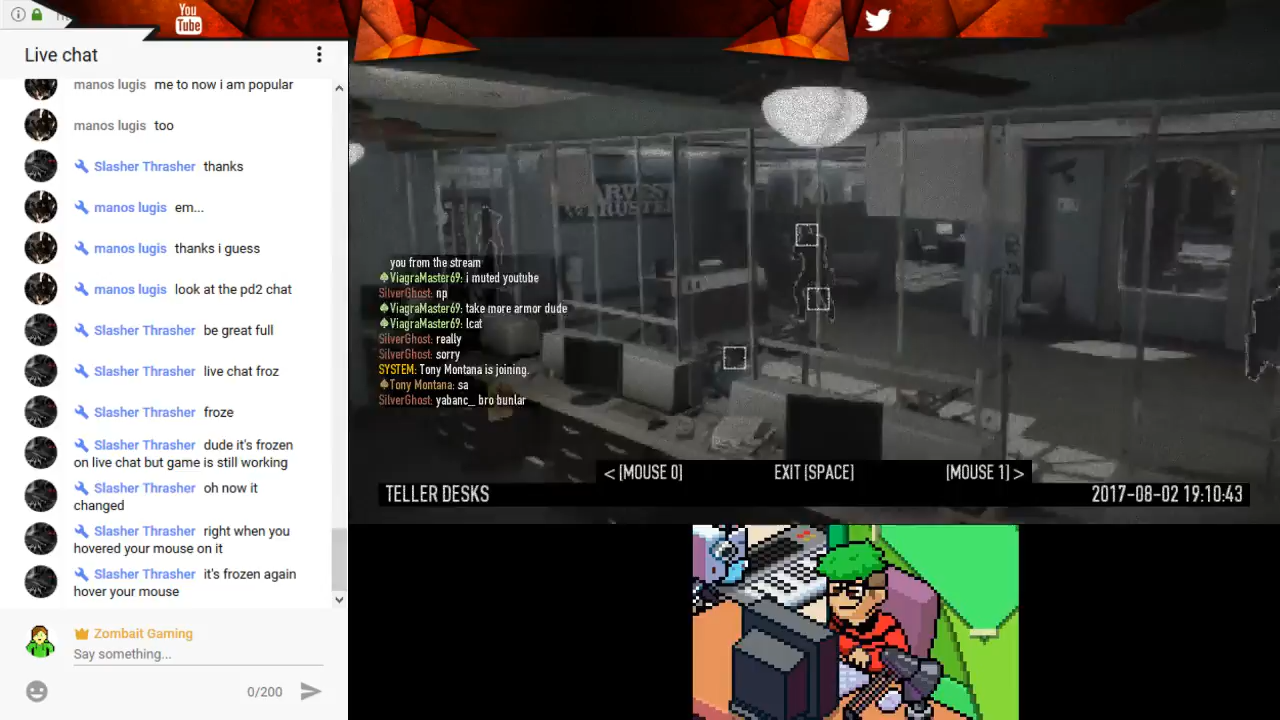 You
Tube
Live chat
manos lugis me to now i am popular
manos lugis too
Slasher Thrasher thanks
manos lugis em...
manos lugis thanks i guess
manos lugis look at the pd2 chat
Slasher Thrasher be great full
Slasher Thrasher live chat froz
Slasher Thrasher froze
Slasher Thrasher dude it's frozen
on live chat but game is still working
Slasher Thrasher oh now it
changed
Slasher Thrasher right when you
hovered your mouse on it
Slasher Thrasher it's frozen again
hover your mouse
Zombait Gaming
Say something...
0/200
HARVEST
TRUSTEE
you from the stream
ViagraMaster69: i muted youtube
SilverGhost: np
ViagraMaster69: take more armor dude
ViagraMaster69: lcat
SilverGhost: really
SilverGhost: sorry
SYSTEM: Tony Montana is joining.
Tony Montana: sa
SilverGhost: yabanc_ bro bunlar
< [MOUSE 0]
EXIT [SPACE]
[MOUSE 1] >
TELLER DESKS
2017-08-02 19:10:43